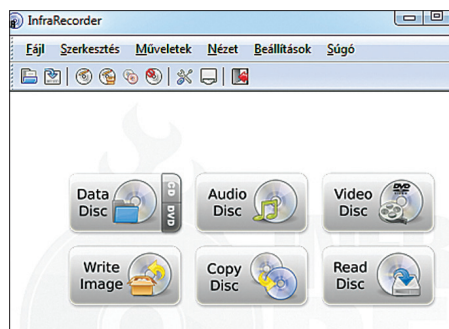 InfraRecorder
Fájl Szerkesztés Műveletek Nézet Beállítások Súgó
Data Disc CD DVD
Audio Disc
Video Disc
Write Image
Copy Disc
Read Disc